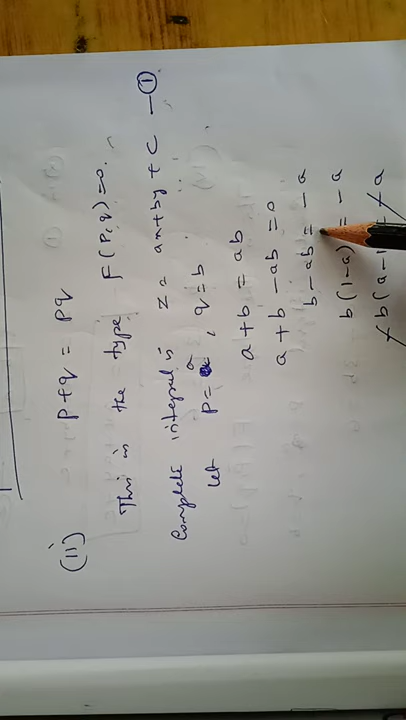 (ii) p+q = pq
This is the type F(p,q)=0.
Complete integral is z = ax+by+c —①
let p=a, q=b
a+b = ab
a+b -ab =0
b -ab = -a
b(1-a) = -a